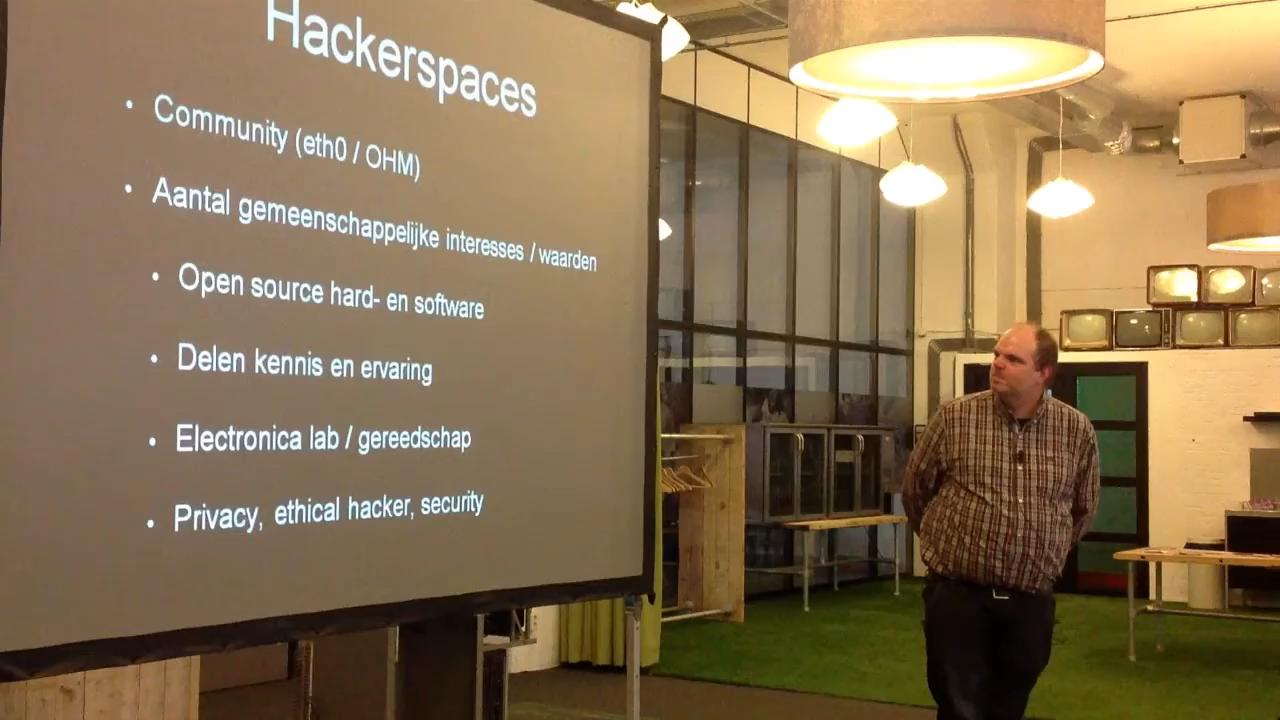 Hackerspaces
• Community (eth0 / OHM)
• Aantal gemeenschappelijke interesses / waarden
• Open source hard- en software
• Delen kennis en ervaring
• Electronica lab / gereedschap
• Privacy, ethical hacker, security